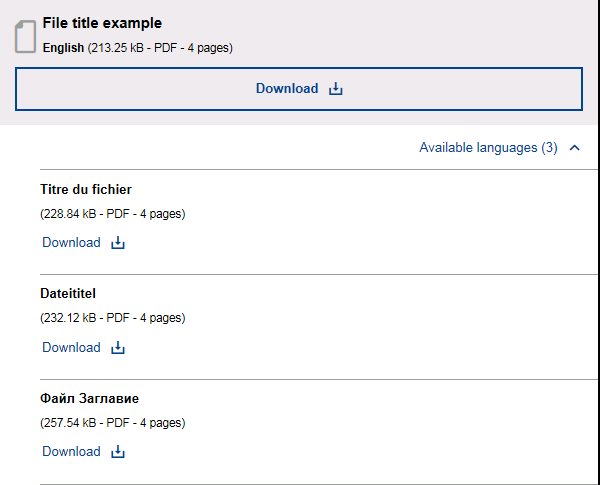 File title example
English (213.25 kB - PDF - 4 pages)
Download
Available languages (3)
Titre du fichier
(228.84 kB - PDF - 4 pages)
Download
Dateititel
(232.12 kB - PDF - 4 pages)
Download
Файл Заглавие
(257.54 kB - PDF - 4 pages)
Download